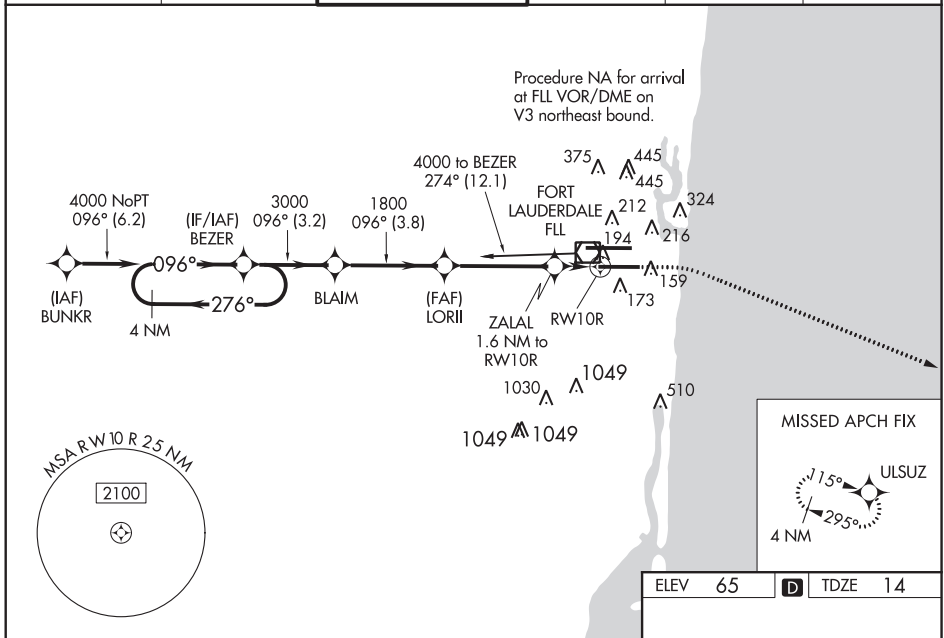 Procedure NA for arrival
at FLL VOR/DME on
V3 northeast bound.
4000 to BEZER
274° (12.1)
375
445
445
4000 NoPT
096° (6.2)
(IF/IAF)
BEZER
3000
096° (3.2)
1800
096° (3.8)
FORT
LAUDERDALE
FLL
212
324
216
194
096°
276°
4 NM
(IAF)
BUNKR
BLAIM
(FAF)
LORII
ZALAL
1.6 NM to
RW10R
RW10R
159
173
1030
1049
510
1049
1049
MSA RW10R 25 NM
2100
MISSED APCH FIX
115°
ULSUZ
295°
4 NM
ELEV 65 D TDZE 14